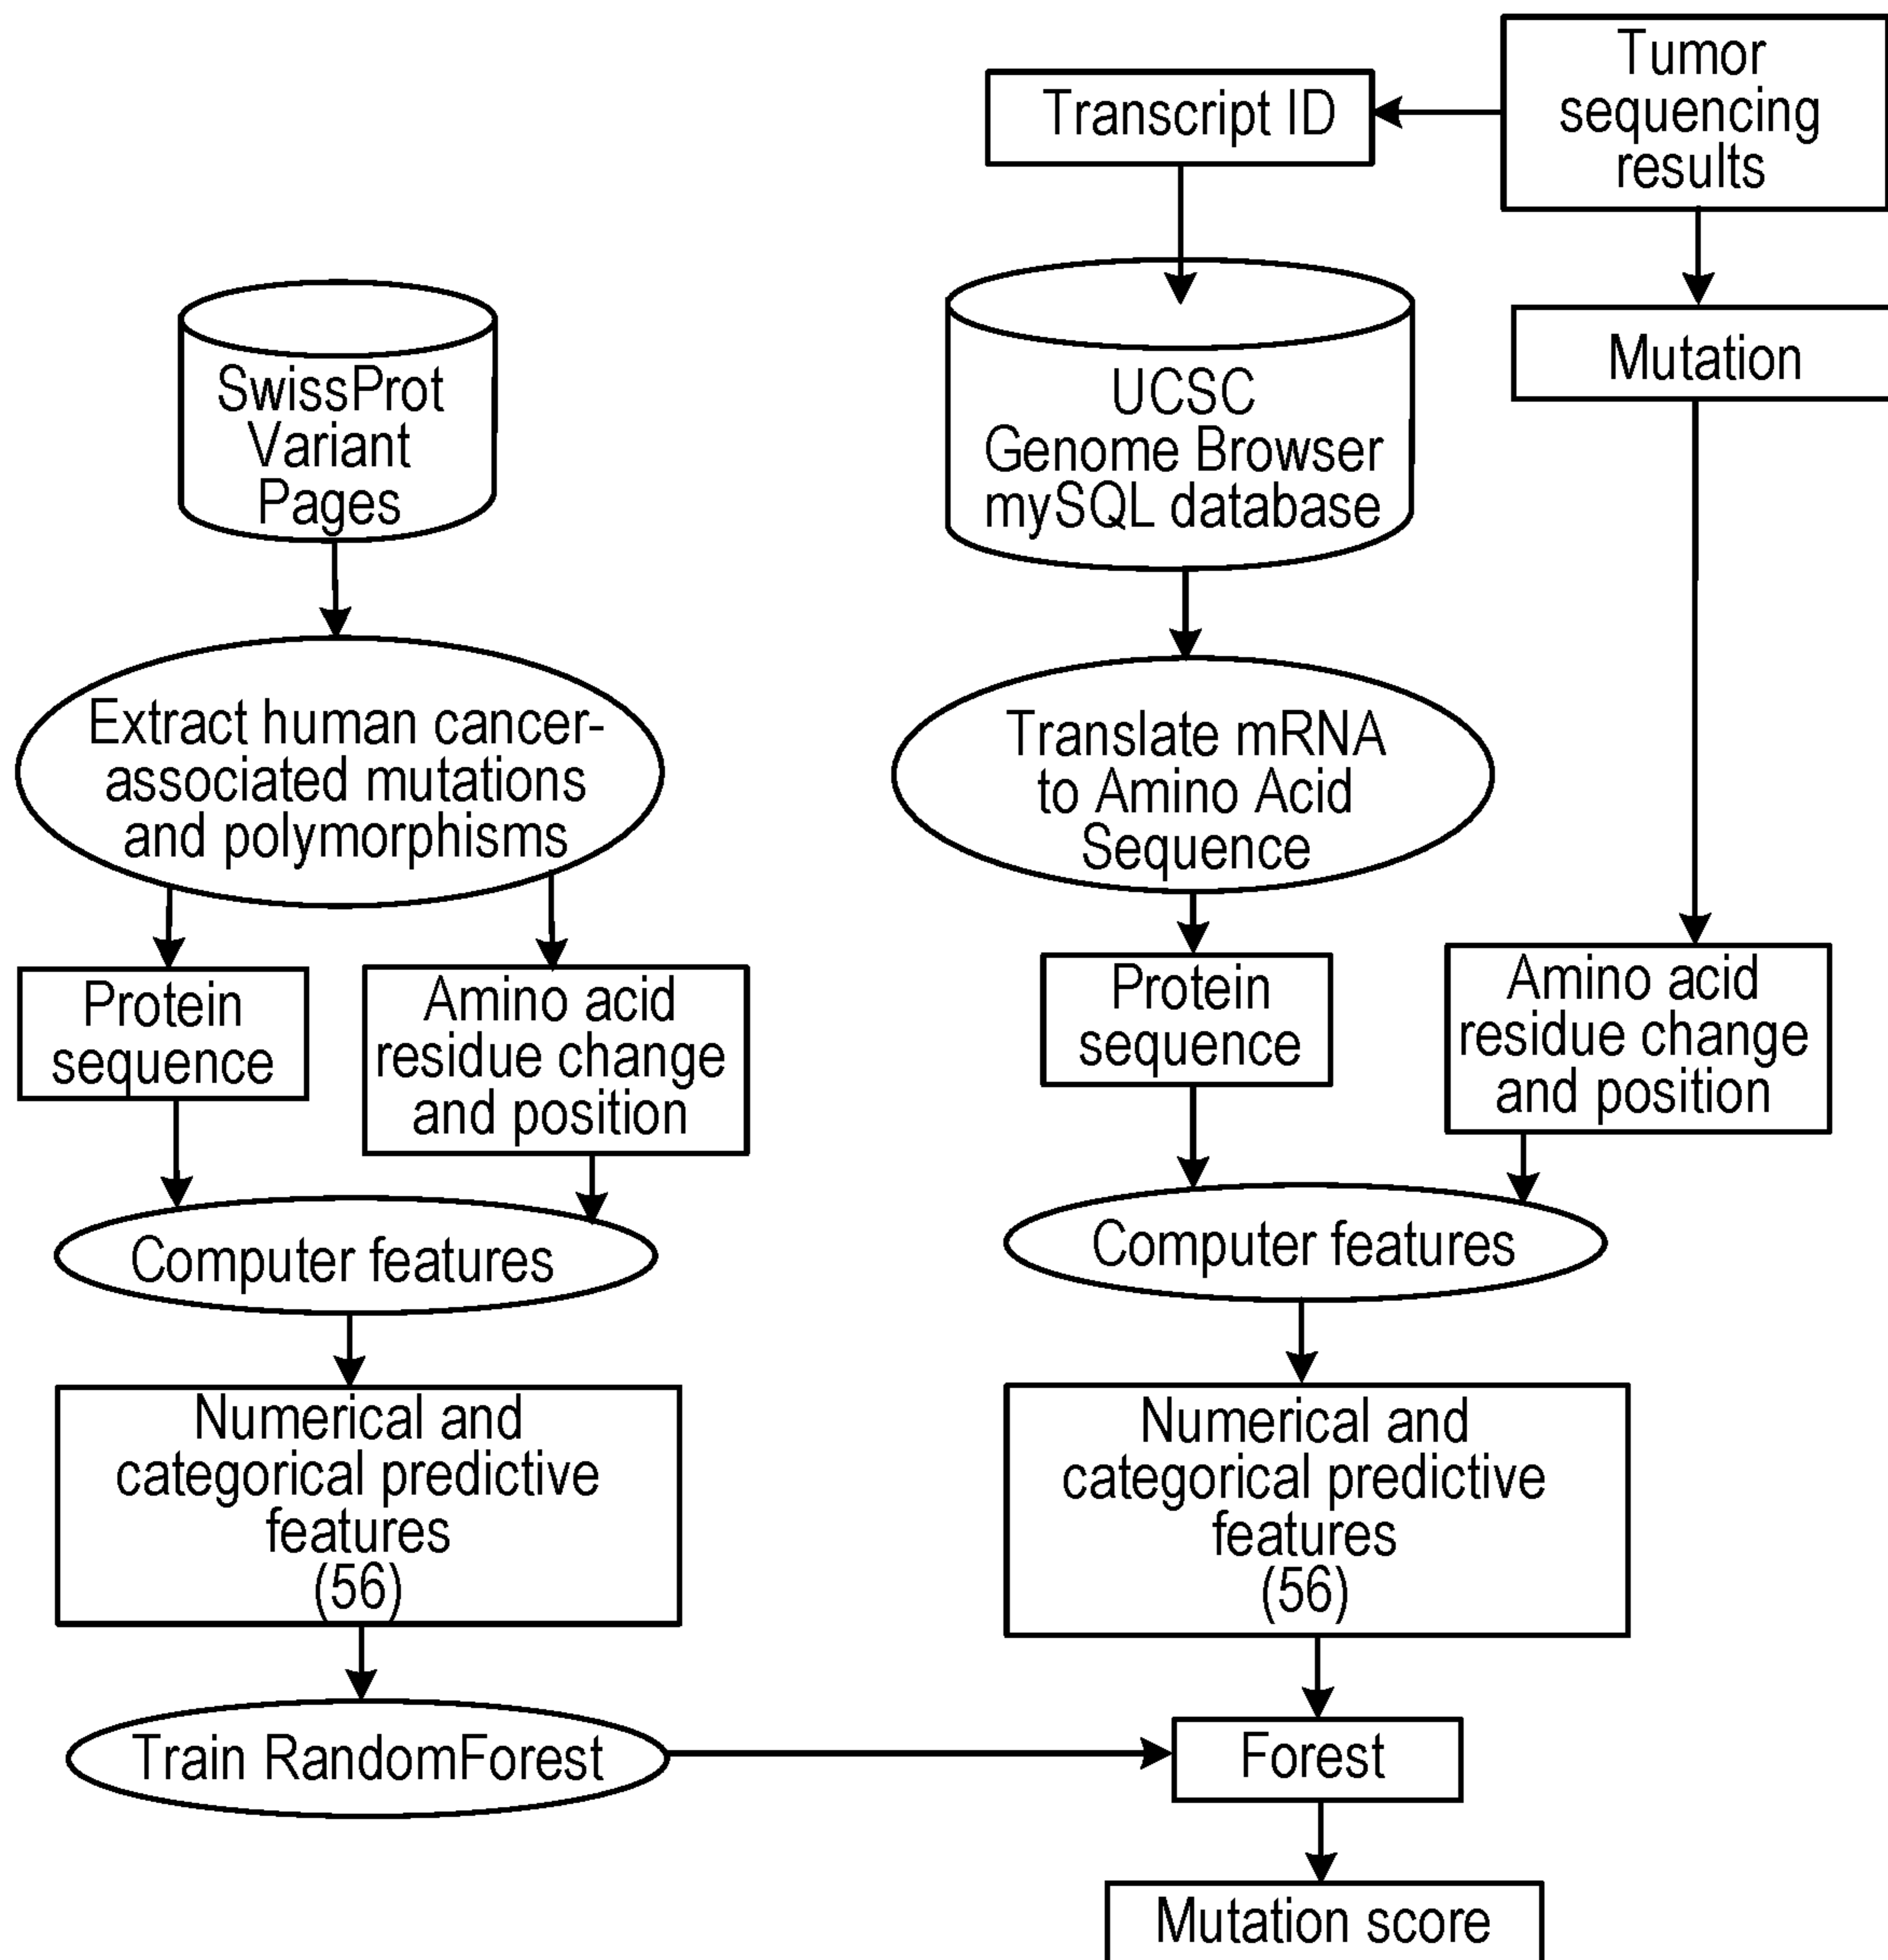 Tumor
sequencing
results
Transcript ID
Mutation
SwissProt
Variant
Pages
UCSC
Genome Browser
mySQL database
Extract human cancer-
associated mutations
and polymorphisms
Translate mRNA
to Amino Acid
Sequence
Protein
sequence
Amino acid
residue change
and position
Protein
sequence
Amino acid
residue change
and position
Computer features
Computer features
Numerical and
categorical predictive
features
(56)
Numerical and
categorical predictive
features
(56)
Train RandomForest
Forest
Mutation score